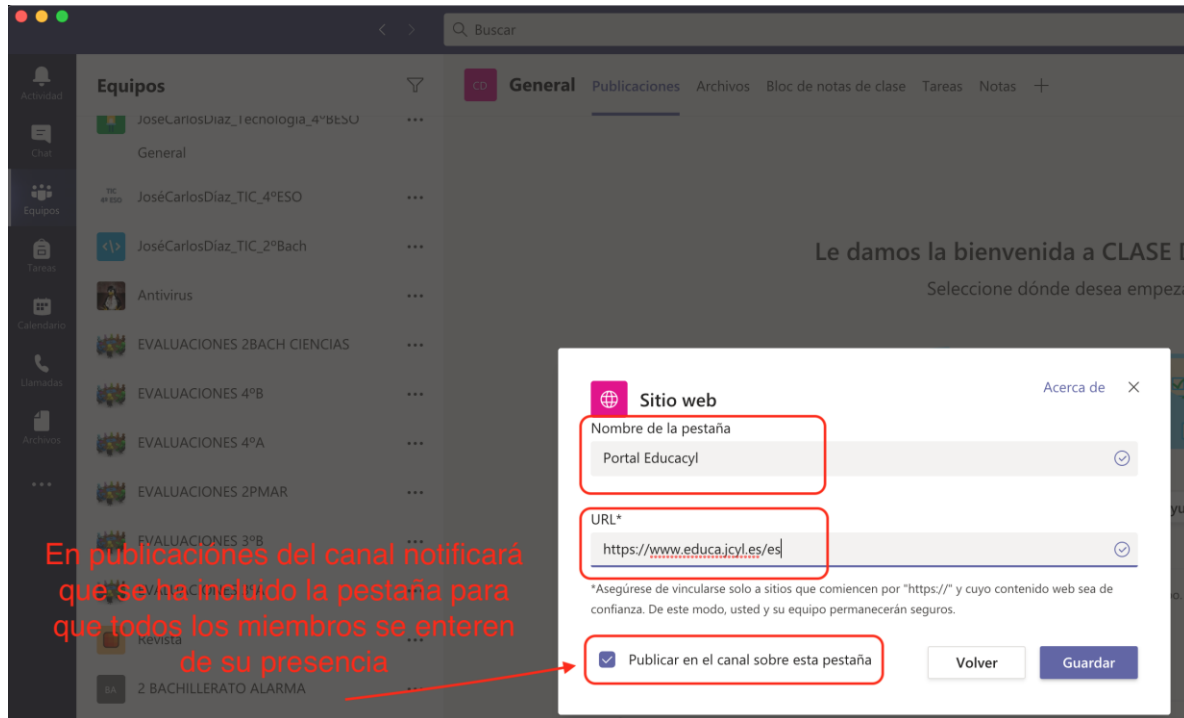 Buscar
Actividad
Chat
Equipos
Tareas
Calendario
Llamadas
Archivos
Equipos
JoséCarlosDíaz_Tecnología_4ºBESO
General
TIC
4º ESO
JoséCarlosDíaz_TIC_4ºESO
</> JoséCarlosDíaz_TIC_2ºBach
Antivirus
EVALUACIONES 2BACH CIENCIAS
EVALUACIONES 4ºB
EVALUACIONES 4ºA
EVALUACIONES 2PMAR
EVALUACIONES 3ºB
Revista
BA 2 BACHILLERATO ALARMA
CD General Publicaciones Archivos Bloc de notas de clase Tareas Notas +
Le damos la bienvenida a CLASE
Seleccione dónde desea empez
Sitio web
Acerca de
Nombre de la pestaña
Portal Educacyl
URL*
https://www.educa.jcyl.es/es
*Asegúrese de vincularse solo a sitios que comiencen por "https://" y cuyo contenido web sea de
confianza. De este modo, usted y su equipo permanecerán seguros.
Publicar en el canal sobre esta pestaña
Volver
Guardar
En publicaciónes del canal notificará
que se ha incluido la pestaña para
que todos los miembros se enteren
de su presencia